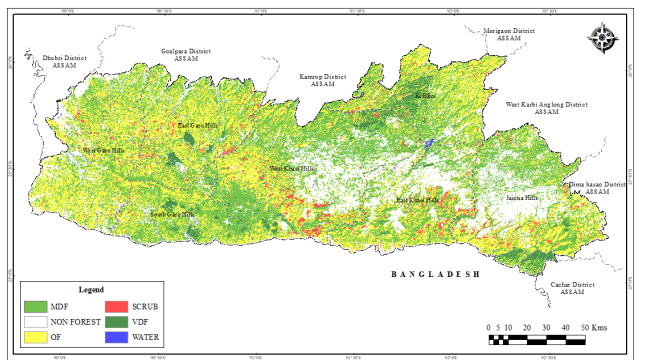 Morigaon District
ASSAM
Goalpara District
ASSAM
Dhubri District
ASSAM
Kamrup District
ASSAM
Ri Bhoi
West Karbi Anglong District
ASSAM
East Garo Hills
West Garo Hills
West Khasi Hills
Dima hasao District
ASSAM
East Khasi Hills
Jaintia Hills
South Garo Hills
BANGLADESH
Cachar District
ASSAM
Legend
MDF
SCRUB
NON FOREST
VDF
OF
WATER
0 5 10 20 30 40 50 Kms